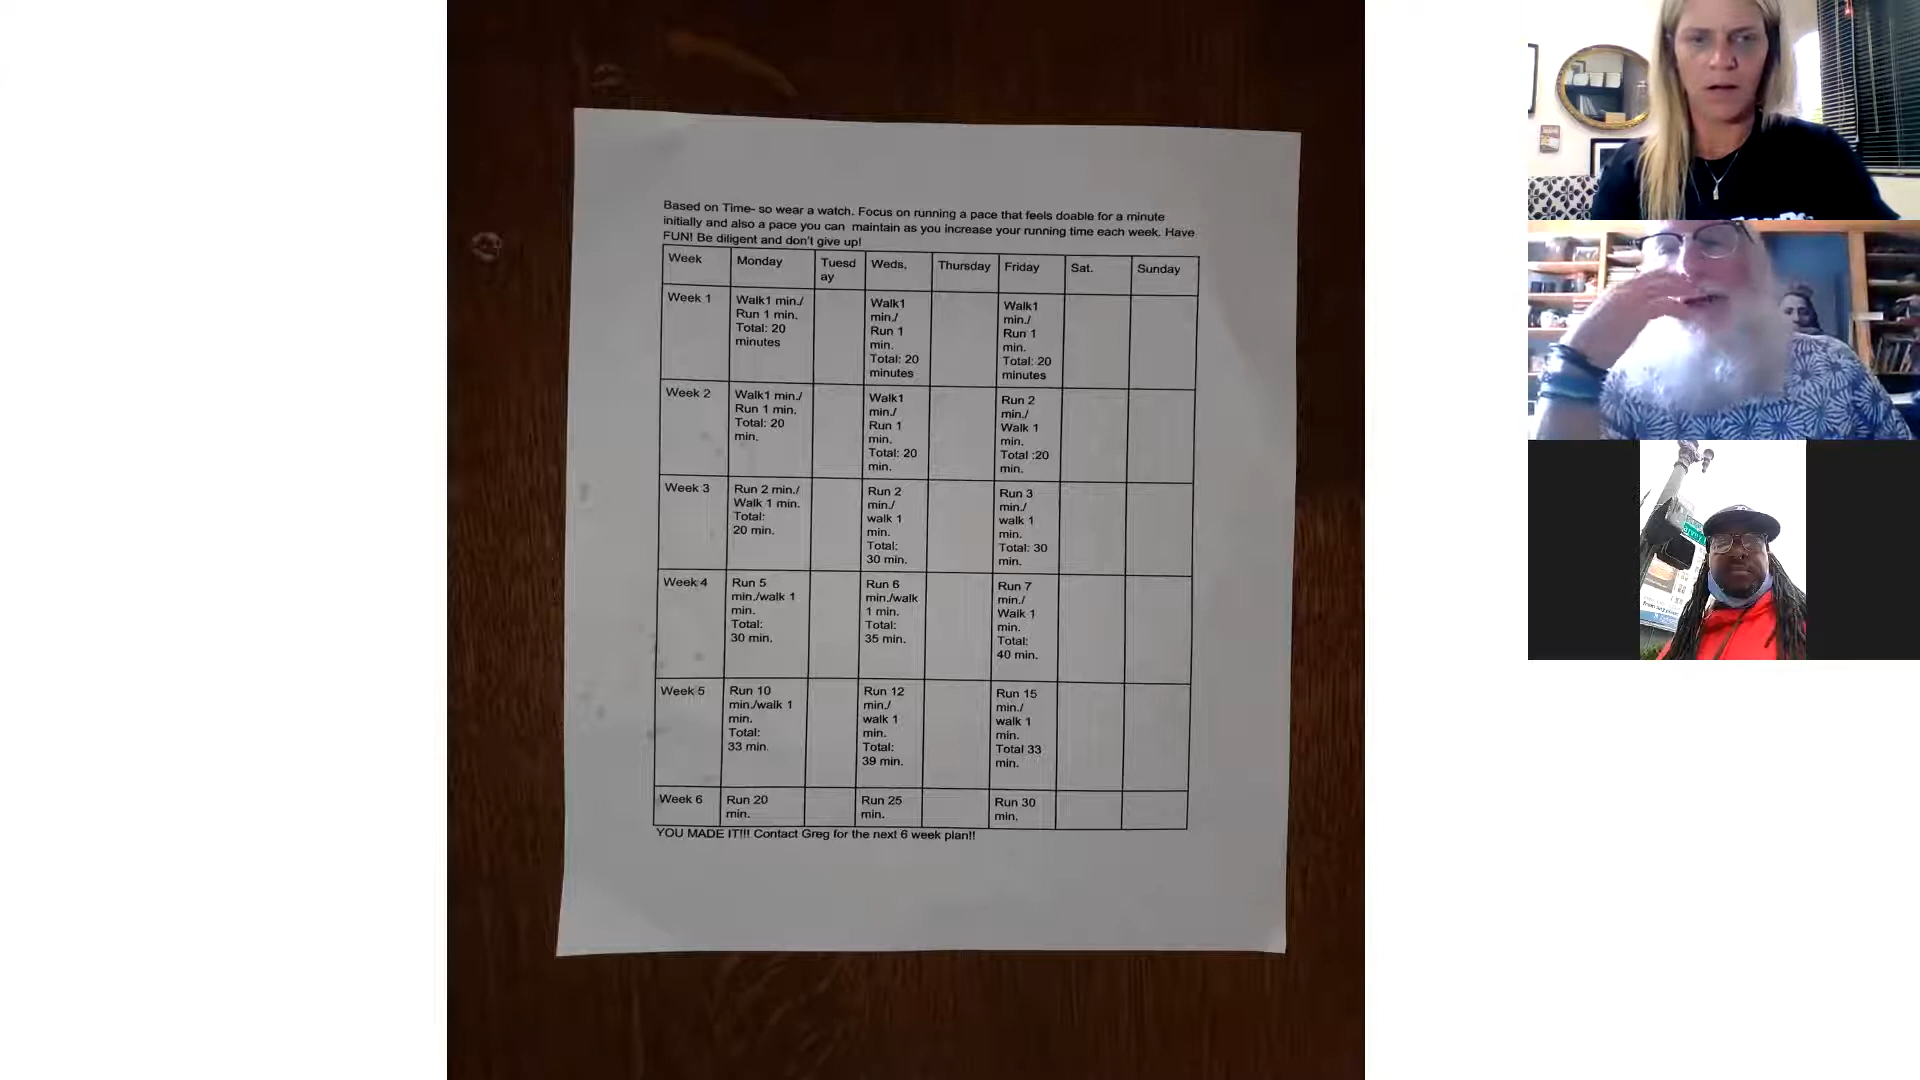 Based on Time- so wear a watch. Focus on running a pace that feels doable for a minute
initially and also a pace you can maintain as you increase your running time each week. Have
FUN! Be diligent and don't give up!
Week Monday Tuesd Weds. Thursday Friday Sat. Sunday
ay
Week 1
Walk1 min./
Run 1 min.
Total: 20
minutes
Walk1
min./
Run 1
min.
Total: 20
minutes
Walk1
min./
Run 1
min.
Total: 20
minutes
Week 2
Walk1 min./
Run 1 min.
Total: 20
min.
Walk1
min./
Run 1
min.
Total: 20
min.
Run 2
min./
Walk 1
min.
Total :20
min.
Week 3
Run 2 min./
Walk 1 min.
Total:
20 min.
Run 2
min./
walk 1
min.
Total:
30 min.
Run 3
min./
walk 1
min.
Total: 30
min.
Week 4
Run 5
min./walk 1
min.
Total:
30 min.
Run 6
min./walk
1 min.
Total:
35 min.
Run 7
min./
Walk 1
min.
Total:
40 min.
Week 5
Run 10
min./walk 1
min.
Total:
33 min.
Run 12
min./
walk 1
min.
Total:
39 min.
Run 15
min./
walk 1
min.
Total 33
min.
Week 6
Run 20
min.
Run 25
min.
Run 30
min.
YOU MADE IT!!! Contact Greg for the next 6 week plan!!